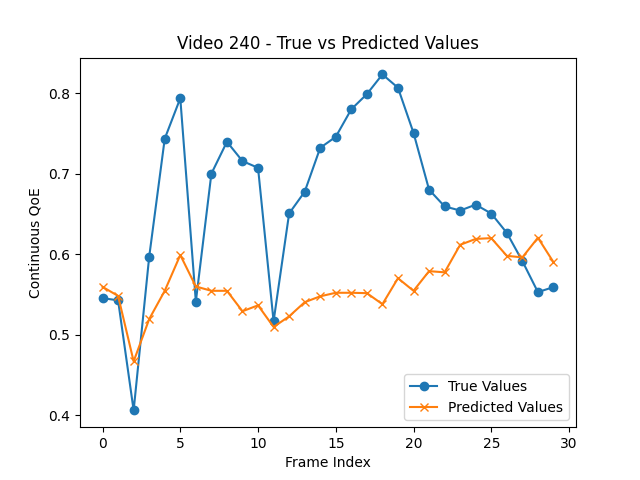 Video 240 - True vs Predicted Values
Continuous QoE
0.8
0.7
0.6
0.5
0.4
0 5 10 15 20 25 30
Frame Index
True Values
Predicted Values